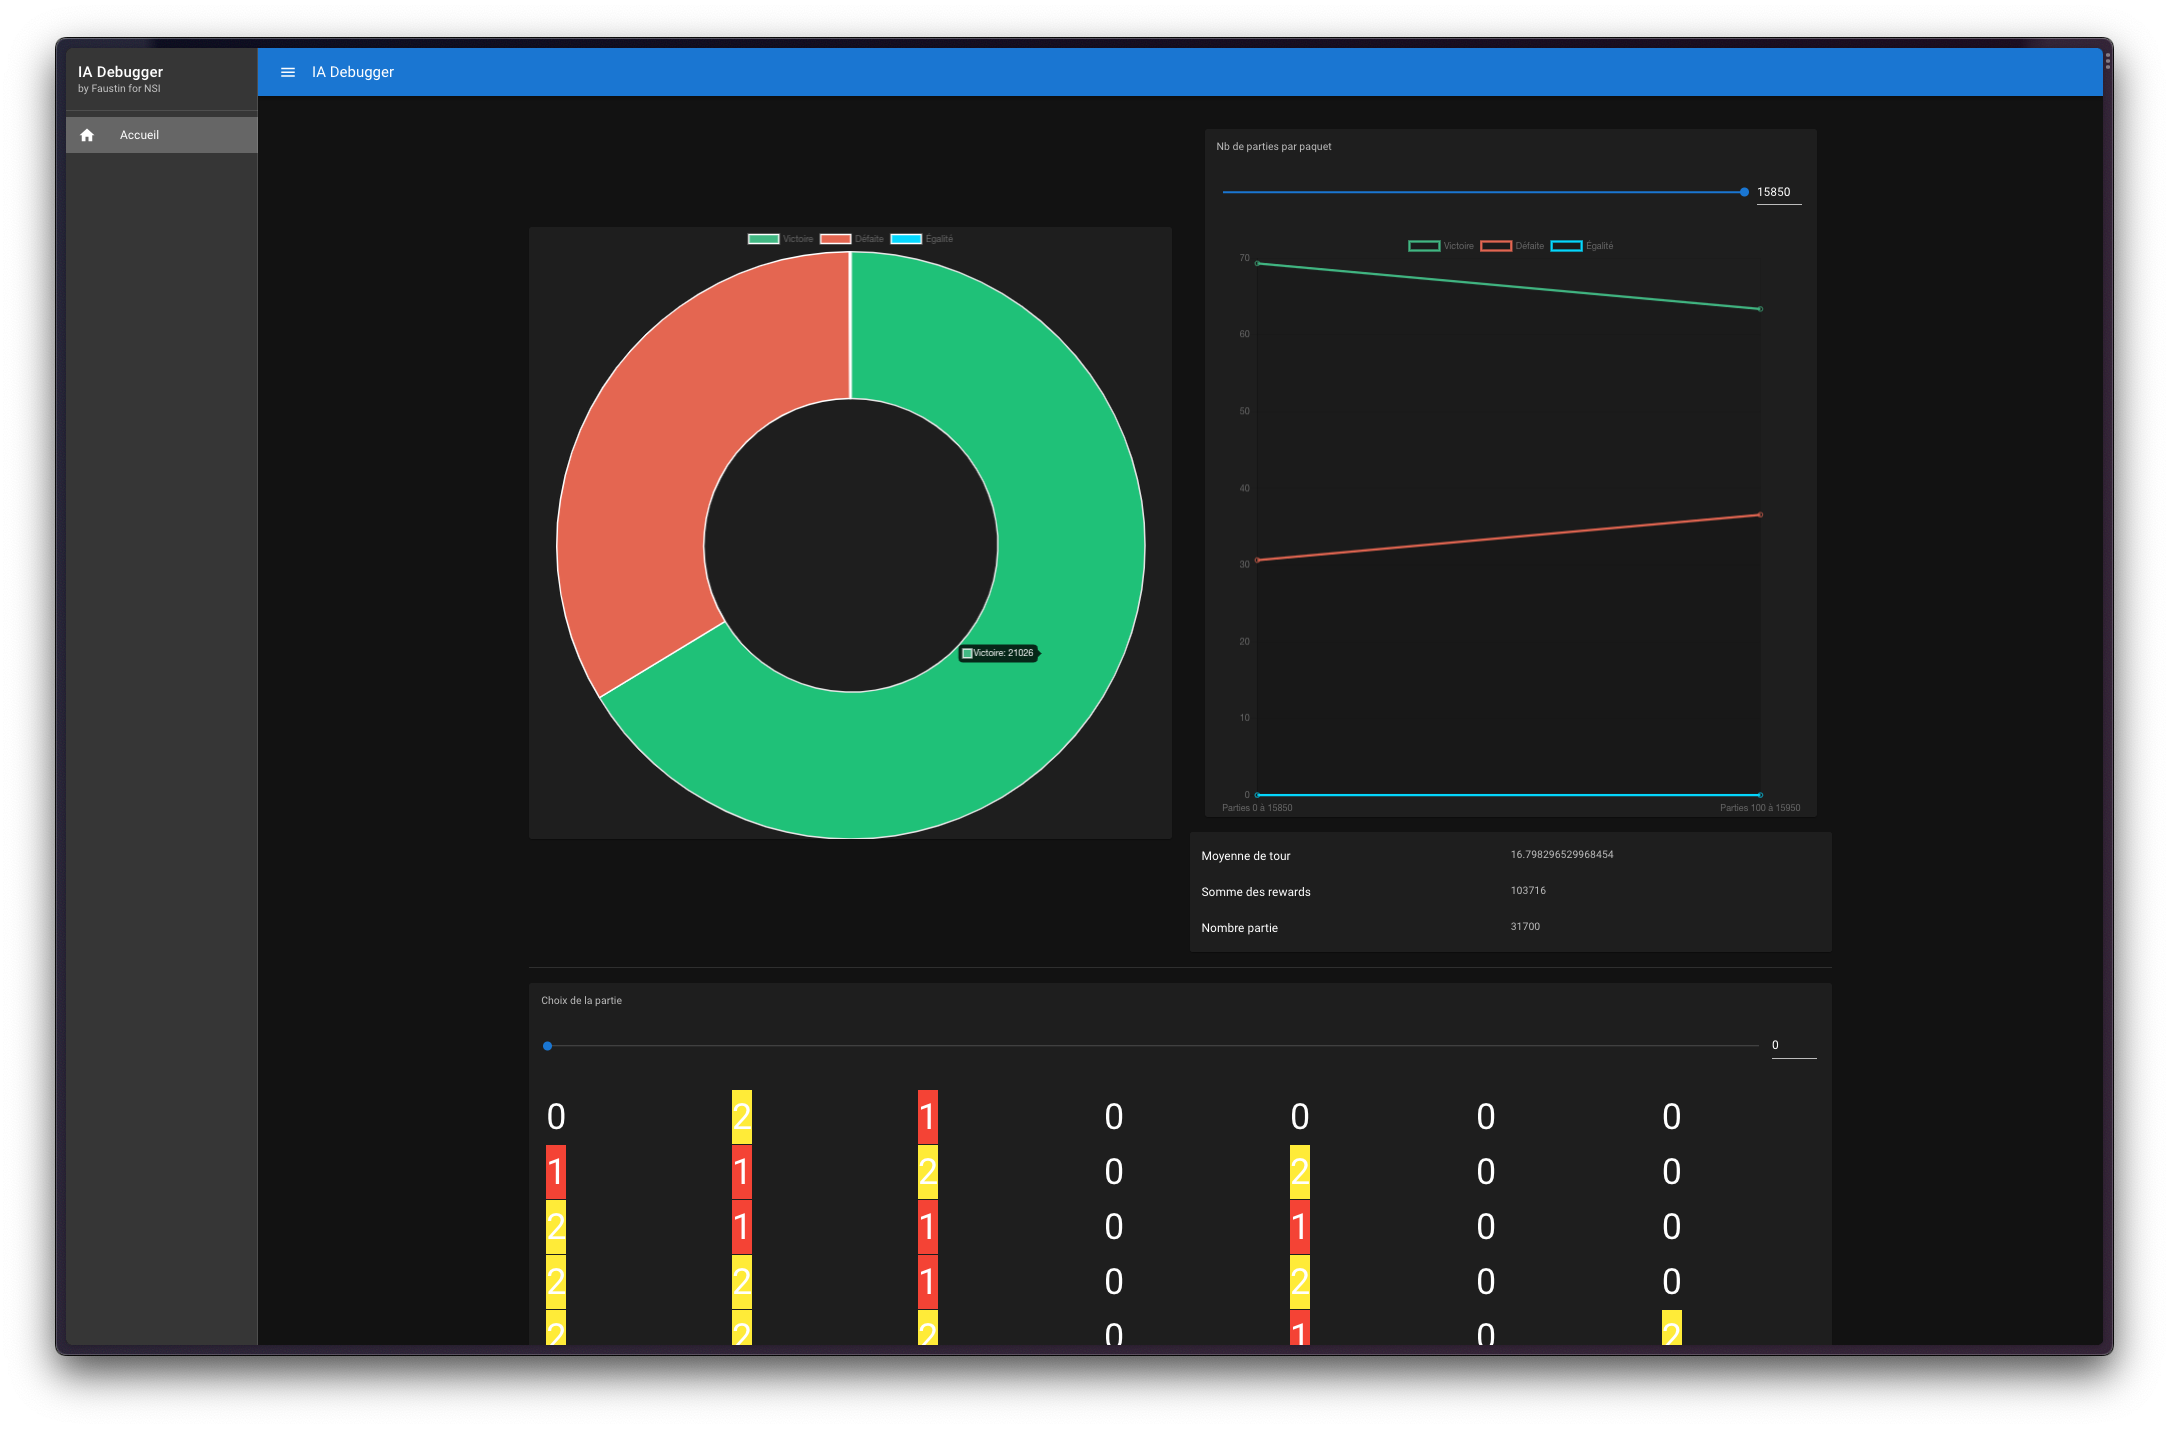 IA Debugger
by Faustin for NSI
Accueil
IA Debugger
Victoire Défaite Égalité
Victoire: 21026
Nb de parties par paquet
15850
Victoire Défaite Égalité
70
60
50
40
30
20
10
0
Parties 0 à 15850 Parties 100 à 15950
Moyenne de tour 16.798296529968454
Somme des rewards 103716
Nombre partie 31700
Choix de la partie
0
0 2 1 0 0 0 0
1 1 2 0 2 0 0
2 1 1 0 1 0 0
2 2 1 0 2 0 0
2 2 2 0 1 0 2